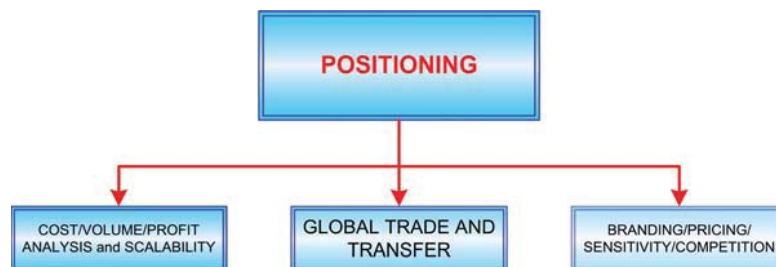 POSITIONING
COST/VOLUME/PROFIT
ANALYSIS and SCALABILITY
GLOBAL TRADE AND
TRANSFER
BRANDING/PRICING/
SENSITIVITY/COMPETITION